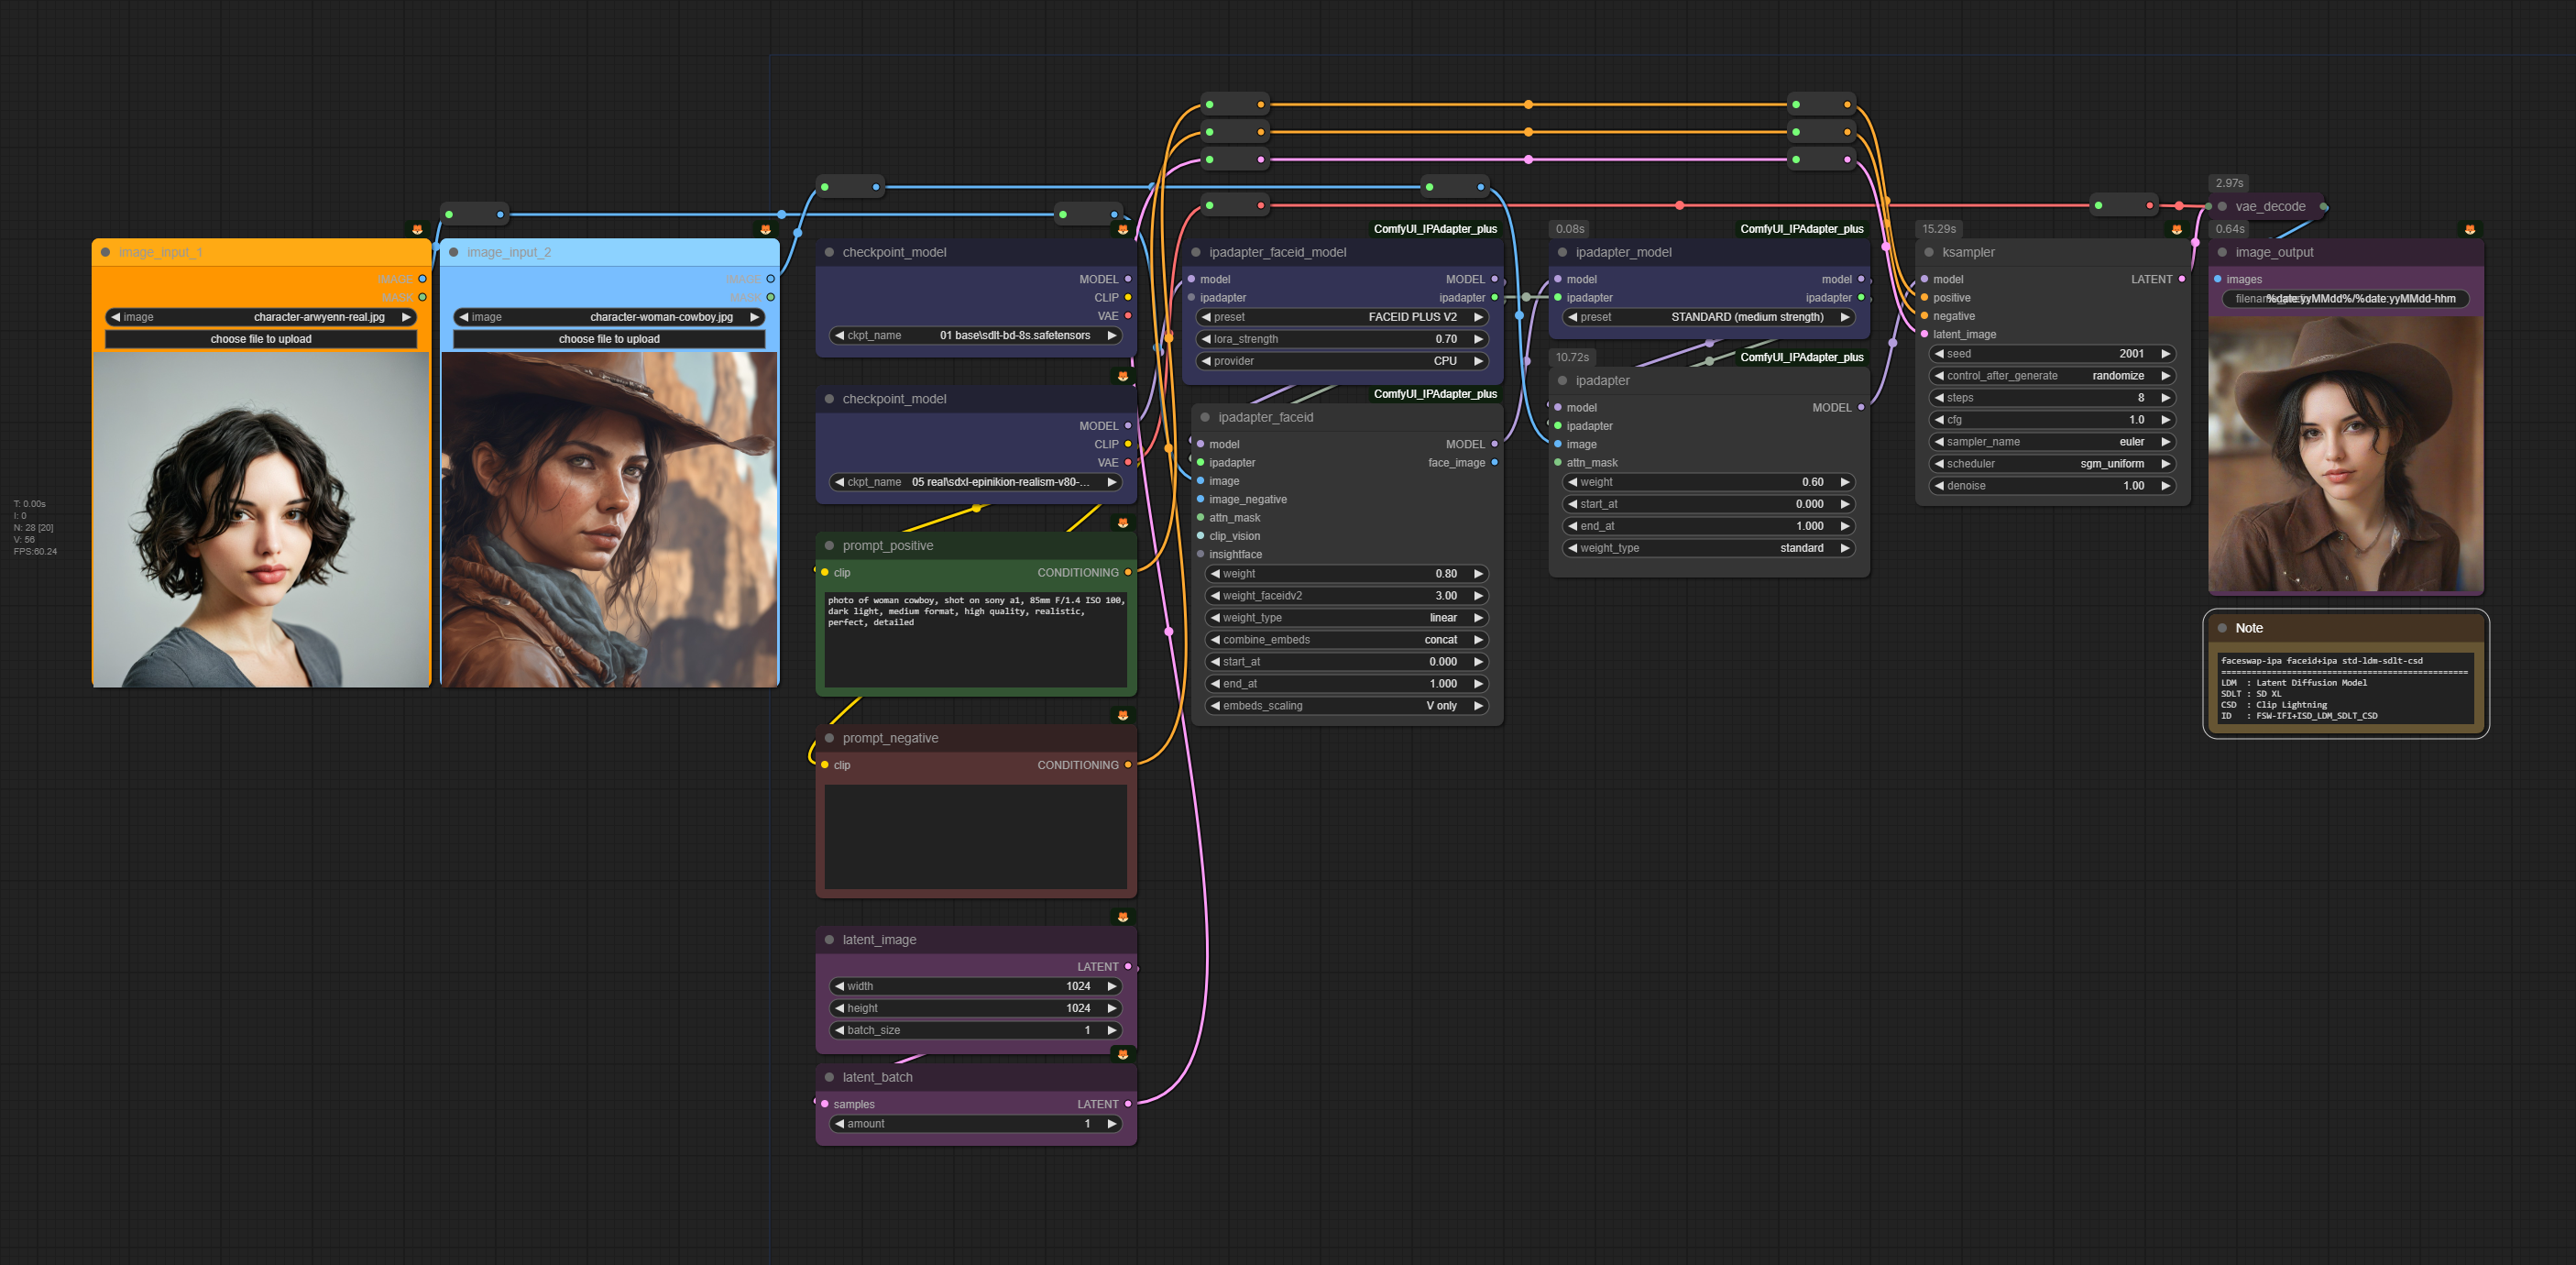 2.97s
vae_decode
ComfyUI_IPAdapter_plus
0.08s
ComfyUI_IPAdapter_plus
15.29s
0.64s
image_input_1
IMAGE
MASK
image character-arwyenn-real.jpg
choose file to upload
image_input_2
IMAGE
MASK
image character-woman-cowboy.jpg
choose file to upload
T: 0.00s
I: 0
N: 28 [20]
V: 56
FPS:60.24
checkpoint_model
MODEL
CLIP
VAE
ckpt_name 01 base\sdlt-bd-8s.safetensors
checkpoint_model
MODEL
CLIP
VAE
ckpt_name 05 real\sdxl-epinikion-realism-v80-...
prompt_positive
clip CONDITIONING
photo of woman cowboy, shot on sony a1, 85mm F/1.4 ISO 100,
dark light, medium format, high quality, realistic,
perfect, detailed
prompt_negative
clip CONDITIONING
latent_image
LATENT
width 1024
height 1024
batch_size 1
latent_batch
samples LATENT
amount 1
ipadapter_faceid_model
model MODEL
ipadapter ipadapter
preset FACEID PLUS V2
lora_strength 0.70
provider CPU
ComfyUI_IPAdapter_plus
ipadapter_faceid
model MODEL
ipadapter face_image
image
image_negative
attn_mask
clip_vision
insightface
weight 0.80
weight_faceidv2 3.00
weight_type linear
combine_embeds concat
start_at 0.000
end_at 1.000
embeds_scaling V only
ipadapter_model
model model
ipadapter ipadapter
preset STANDARD (medium strength)
10.72s
ComfyUI_IPAdapter_plus
ipadapter
model MODEL
ipadapter
image
attn_mask
weight 0.60
start_at 0.000
end_at 1.000
weight_type standard
ksampler
model LATENT
positive
negative
latent_image
seed 2001
control_after_generate randomize
steps 8
cfg 1.0
sampler_name euler
scheduler sgm_uniform
denoise 1.00
image_output
images
%date:yyMMdd%/%date:yyMMdd-hhm
Note
faceswap-ipa faceid+ipa std-ldm-sdlt-csd
=================================================
LDM : Latent Diffusion Model
SDLT : SD XL
CSD : Clip Lightning
ID : FSW-IFI+ISD_LDM_SDLT_CSD